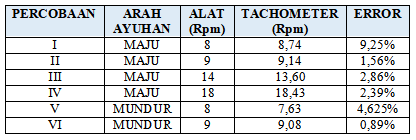 PERCOBAAN ARAH AYUHAN ALAT (Rpm) TACHOMETER (Rpm) ERROR
I MAJU 8 8,74 9,25%
II MAJU 9 9,14 1,56%
III MAJU 14 13,60 2,86%
IV MAJU 18 18,43 2,39%
V MUNDUR 8 7,63 4,625%
VI MUNDUR 9 9,08 0,89%